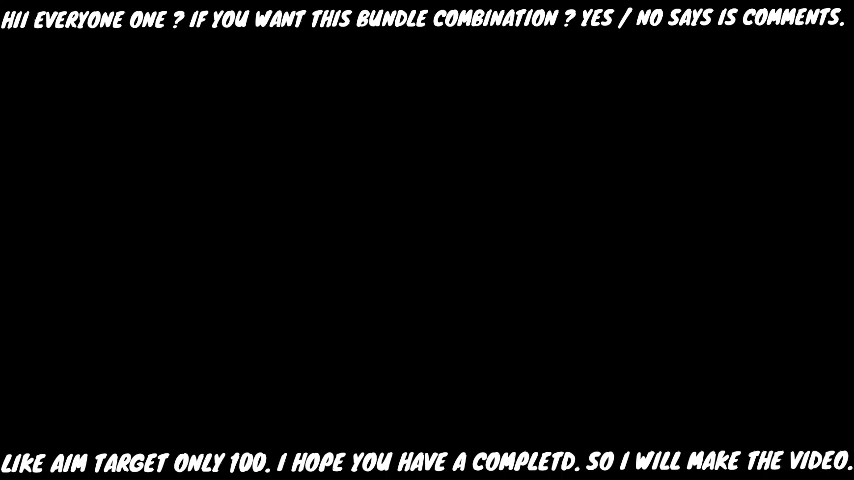 HII EVERYONE ONE ? IF YOU WANT THIS BUNDLE COMBINATION ? YES / NO SAYS IS COMMENTS.
LIKE AIM TARGET ONLY 100. I HOPE YOU HAVE A COMPLETD. SO I WILL MAKE THE VIDEO.